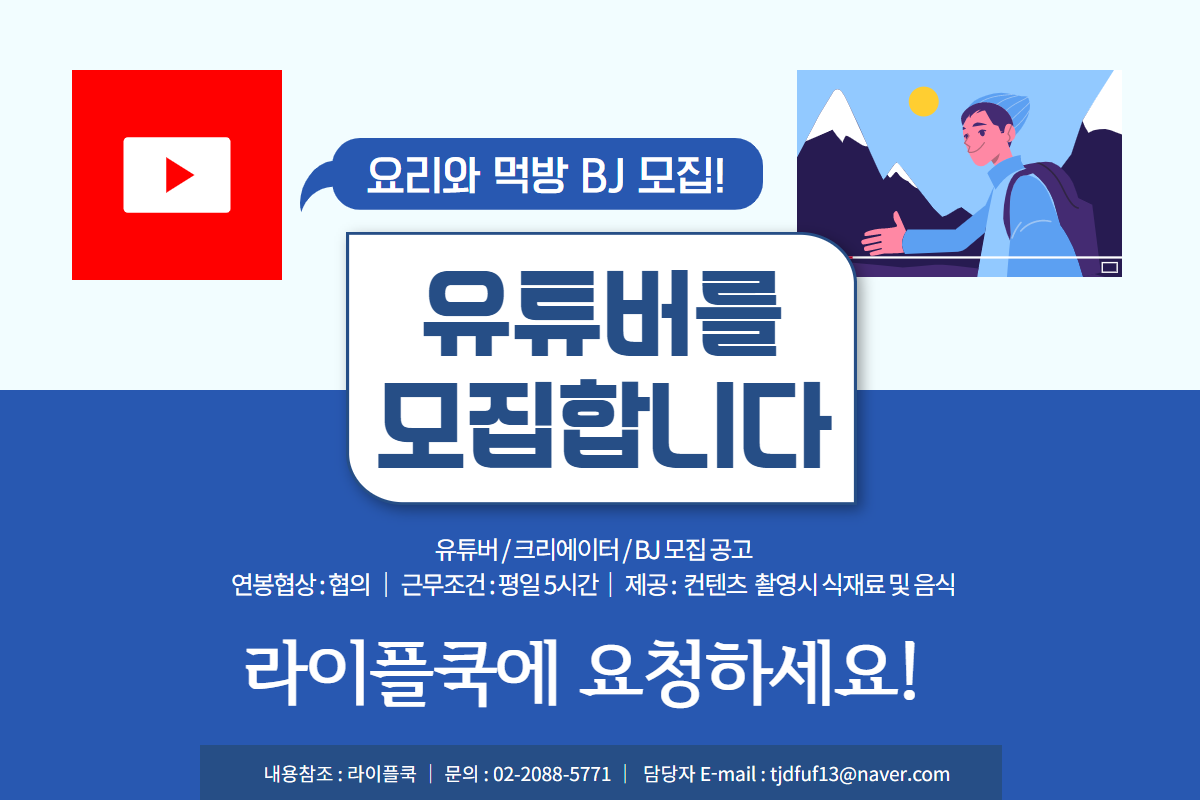 요리와 먹방 BJ 모집!
유튜버를
모집합니다
유튜버 / 크리에이터 / BJ 모집 공고
연봉협상 : 협의 │ 근무조건 : 평일 5시간 │ 제공 : 컨텐츠 촬영시 식재료 및 음식
라이플쿡에 요청하세요!
내용참조 : 라이플쿡 │ 문의 : 02-2088-5771 │ 담당자 E-mail : tjdfuf13@naver.com